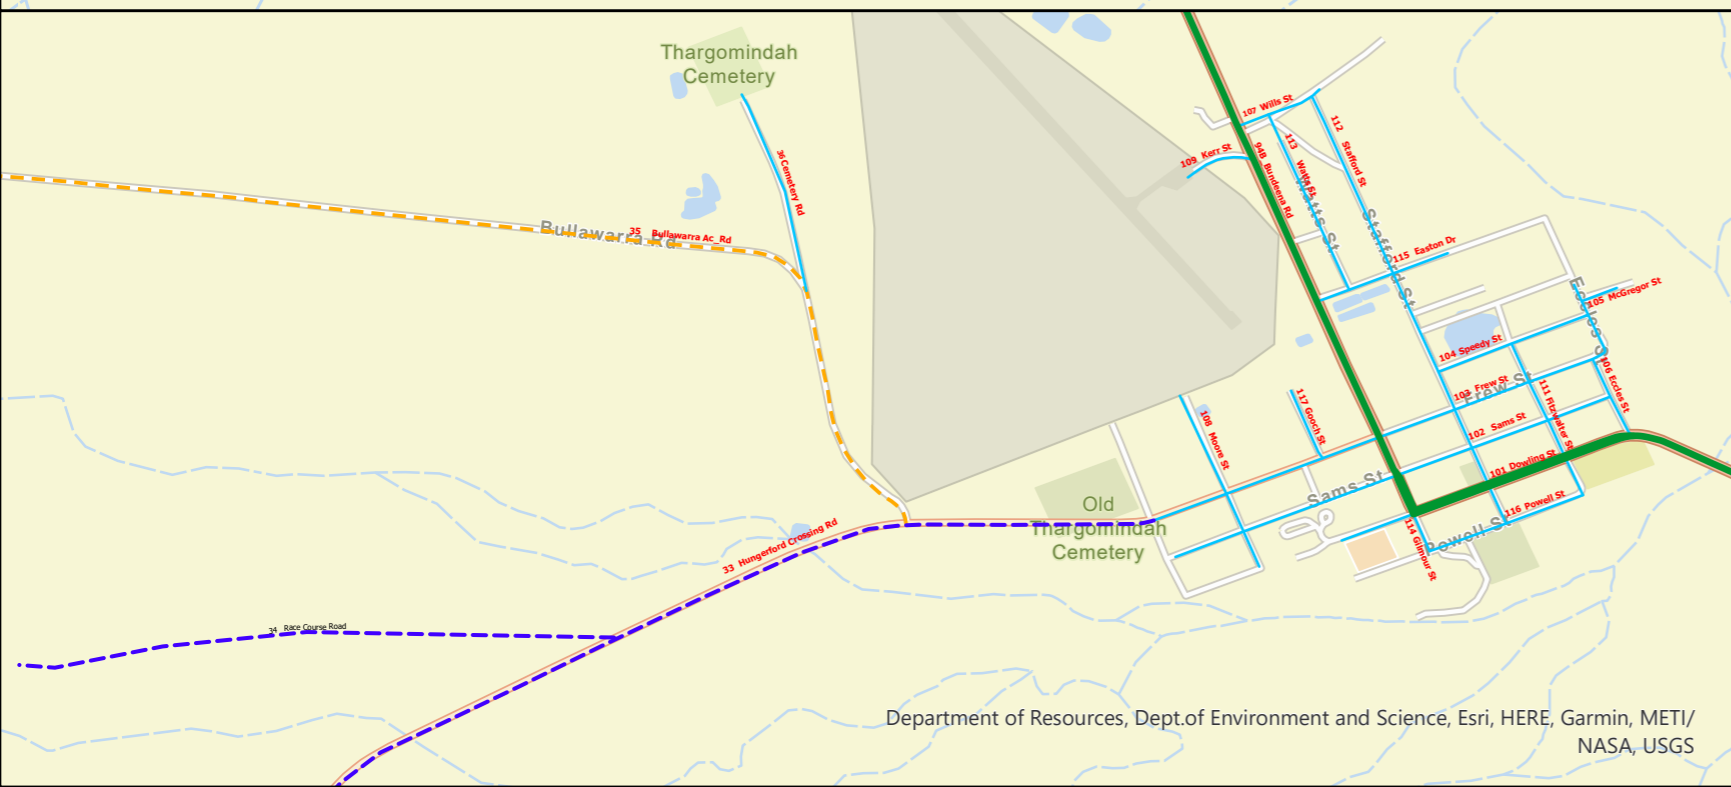 Thargomindah
Cemetery
36 Cemetery Rd
Bullawarra Rd
35 Bullawarra Ac_Rd
107 Wills St
112 Stafford St
113 Watts St
109 Kerr St
94B Bundeena Rd
Watts St
Stafford St
115 Easton Dr
Eccles St
105 McGregor St
104 Speedy St
103 Frew St
Frew St
106 Eccles St
111 Fitzwalter St
117 Gooch St
108 Moore St
102 Sams St
101 Dowling St
Sams St
116 Powell St
Powell St
114 Gilmour St
Old
Thargomindah
Cemetery
33 Hungerford Crossing Rd
34 Race Course Road
Department of Resources, Dept.of Environment and Science, Esri, HERE, Garmin, METI/
NASA, USGS